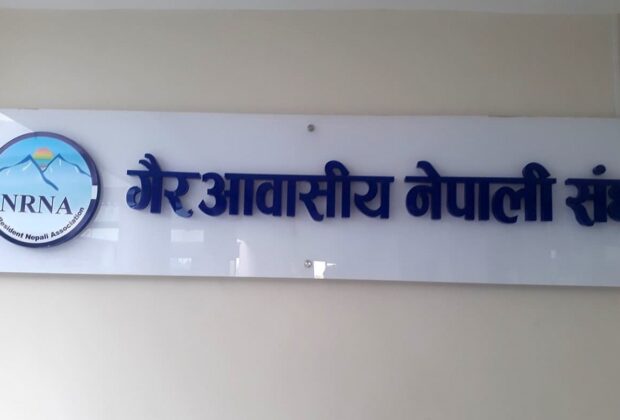 NRNA
Resident Nepali Association
गैरआवासीय नेपाली संघ